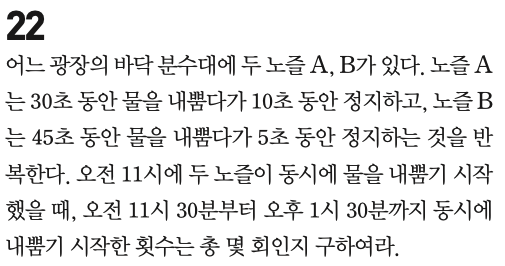 22
어느 광장의 바닥 분수대에 두 노즐 A, B가 있다. 노즐 A
는 30초 동안 물을 내뿜다가 10초 동안 정지하고, 노즐 B
는 45초 동안 물을 내뿜다가 5초 동안 정지하는 것을 반
복한다. 오전 11시에 두 노즐이 동시에 물을 내뿜기 시작
했을 때, 오전 11시 30분부터 오후 1시 30분까지 동시에
내뿜기 시작한 횟수는 총 몇 회인지 구하여라.